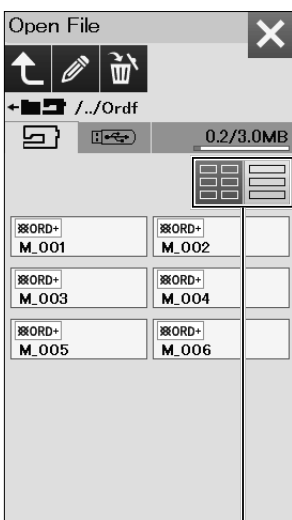 Open File
/../Ordf
0.2/3.0MB
ORD+
M_001
ORD+
M_002
ORD+
M_003
ORD+
M_004
ORD+
M_005
ORD+
M_006